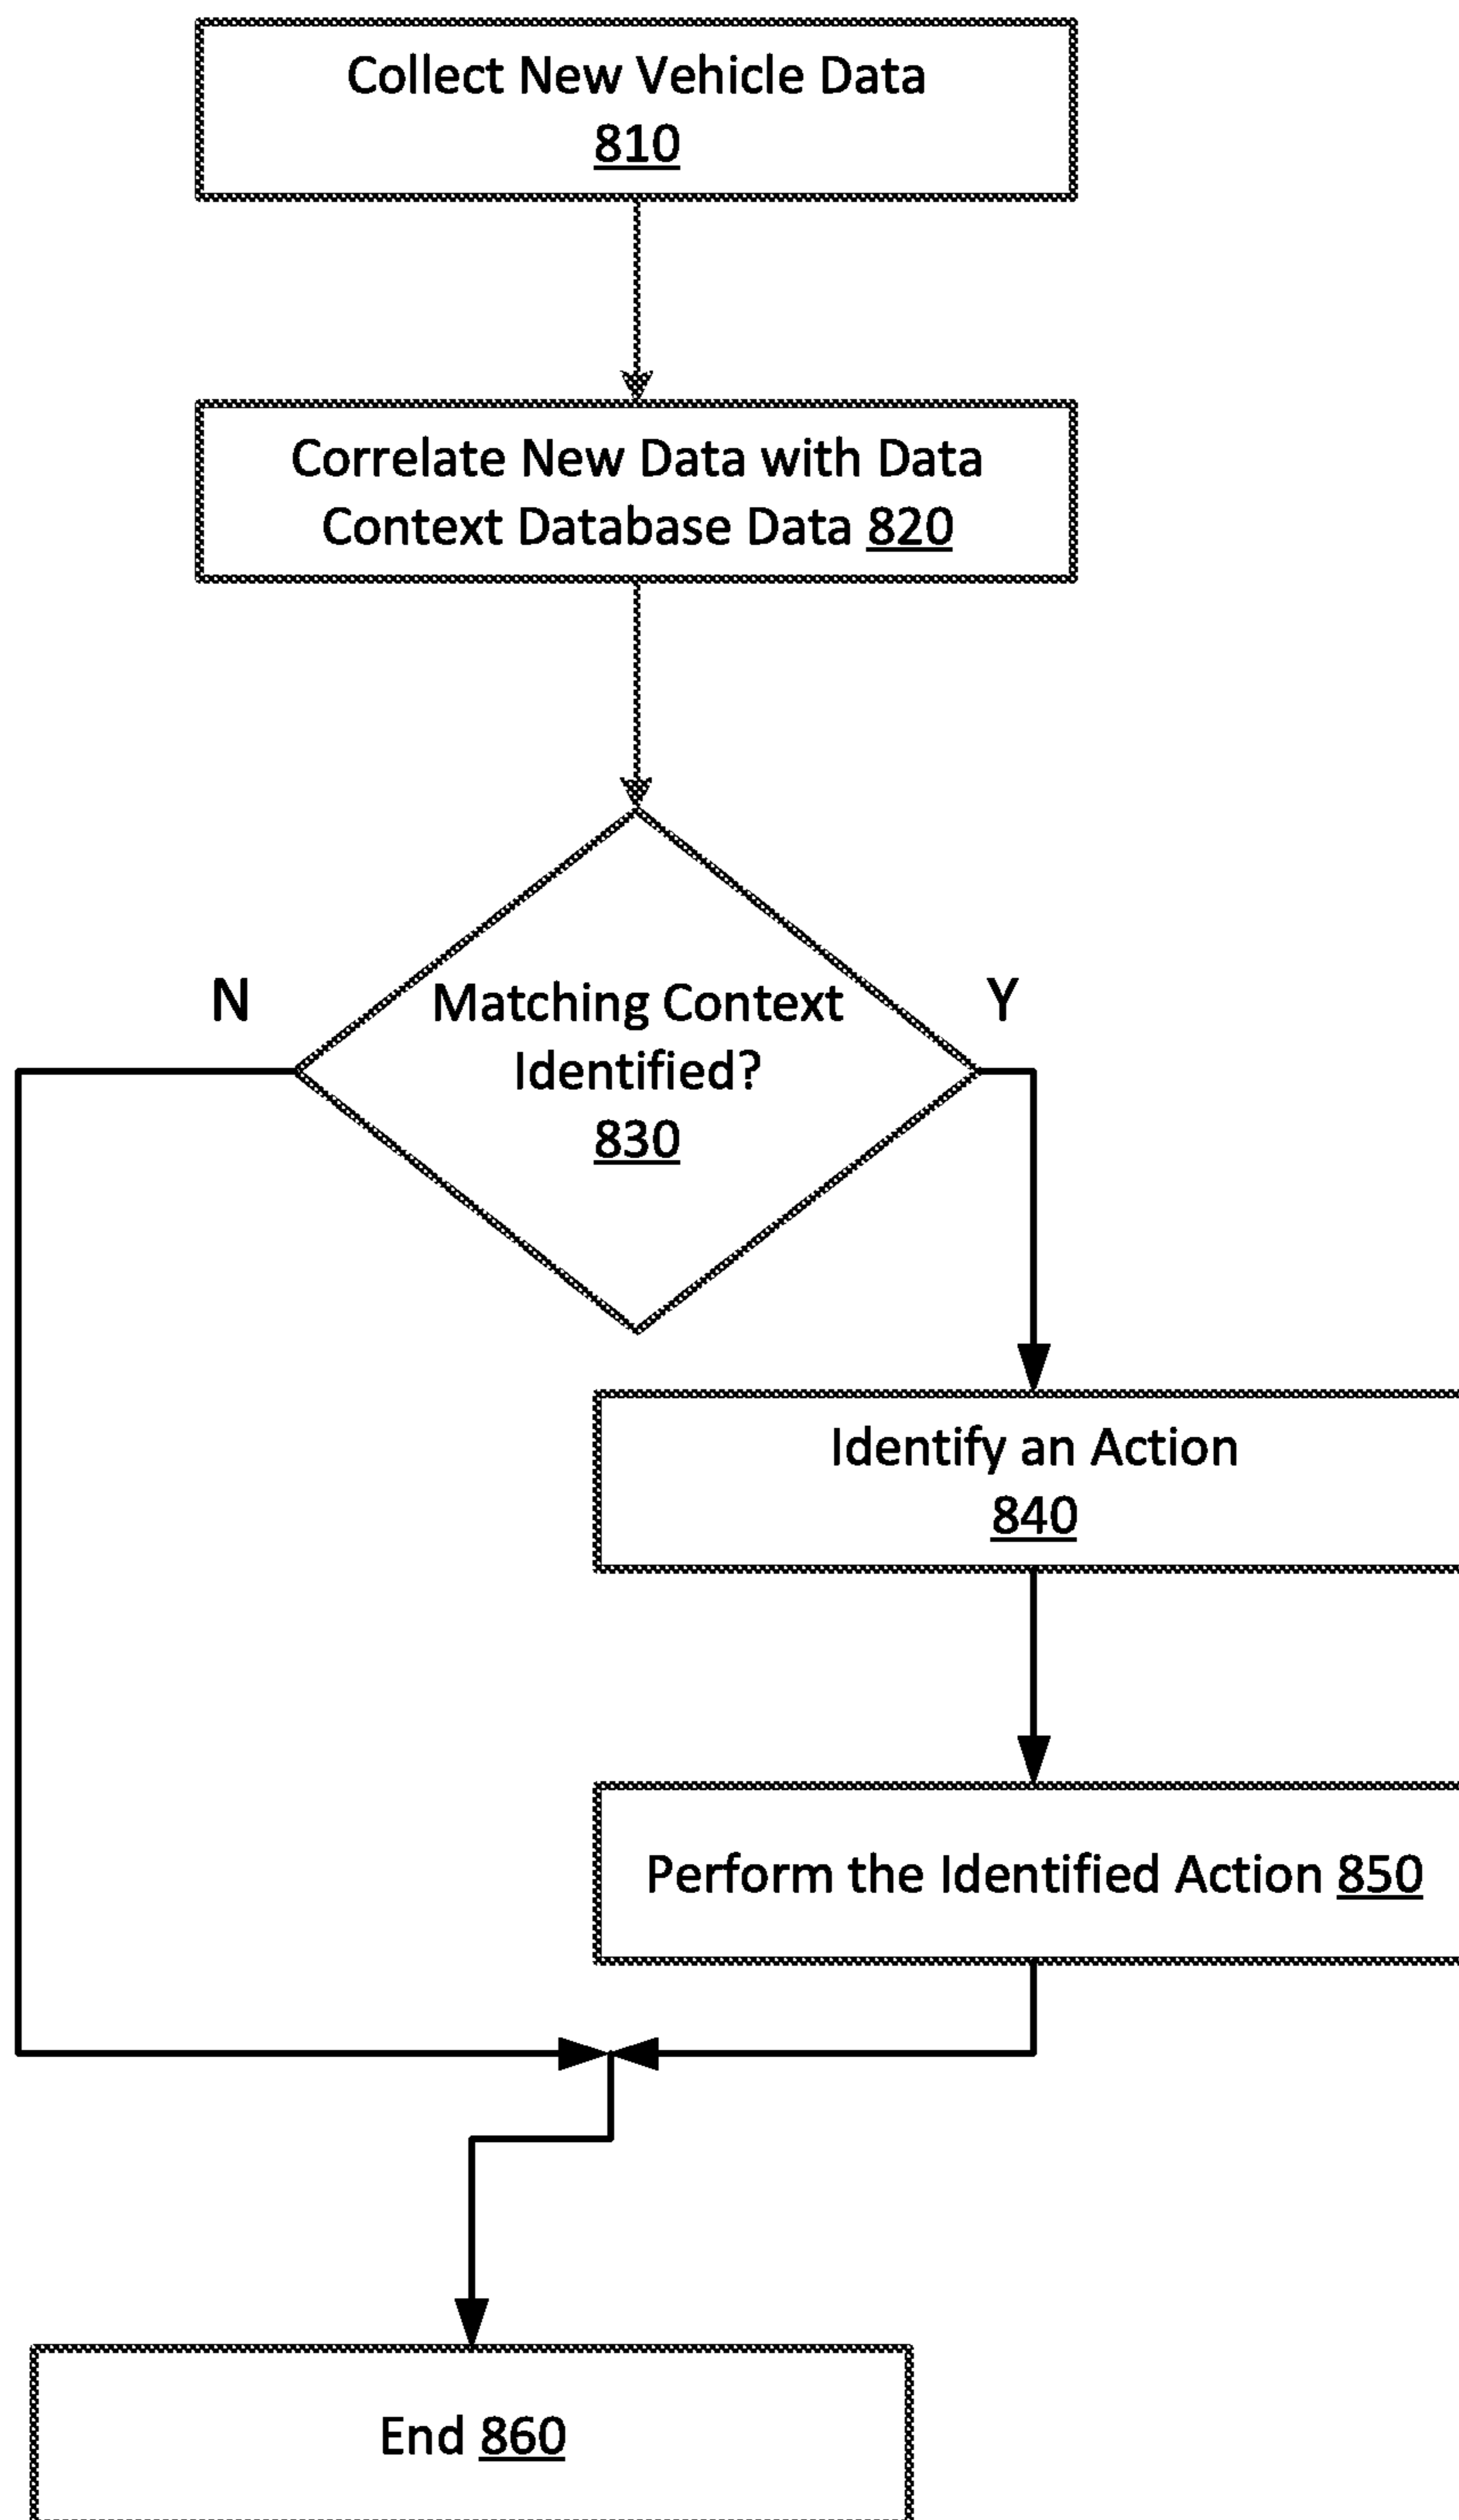 Collect New Vehicle Data
810
Correlate New Data with Data
Context Database Data 820
N
Y
Matching Context
Identified?
830
Identify an Action
840
Perform the Identified Action 850
End 860